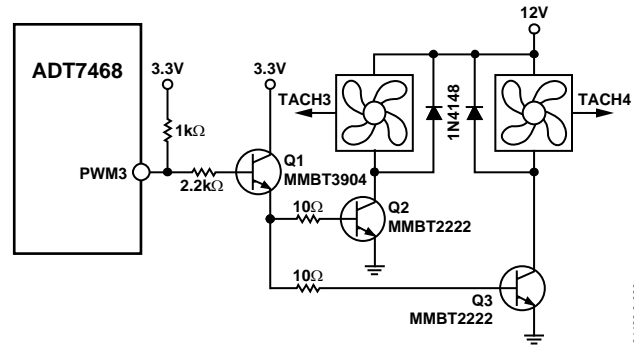 12V
ADT7468
3.3V
3.3V
TACH3
1N4148
TACH4
1kΩ
PWM3
2.2kΩ
Q1
MMBT3904
10Ω
Q2
MMBT2222
10Ω
Q3
MMBT2222